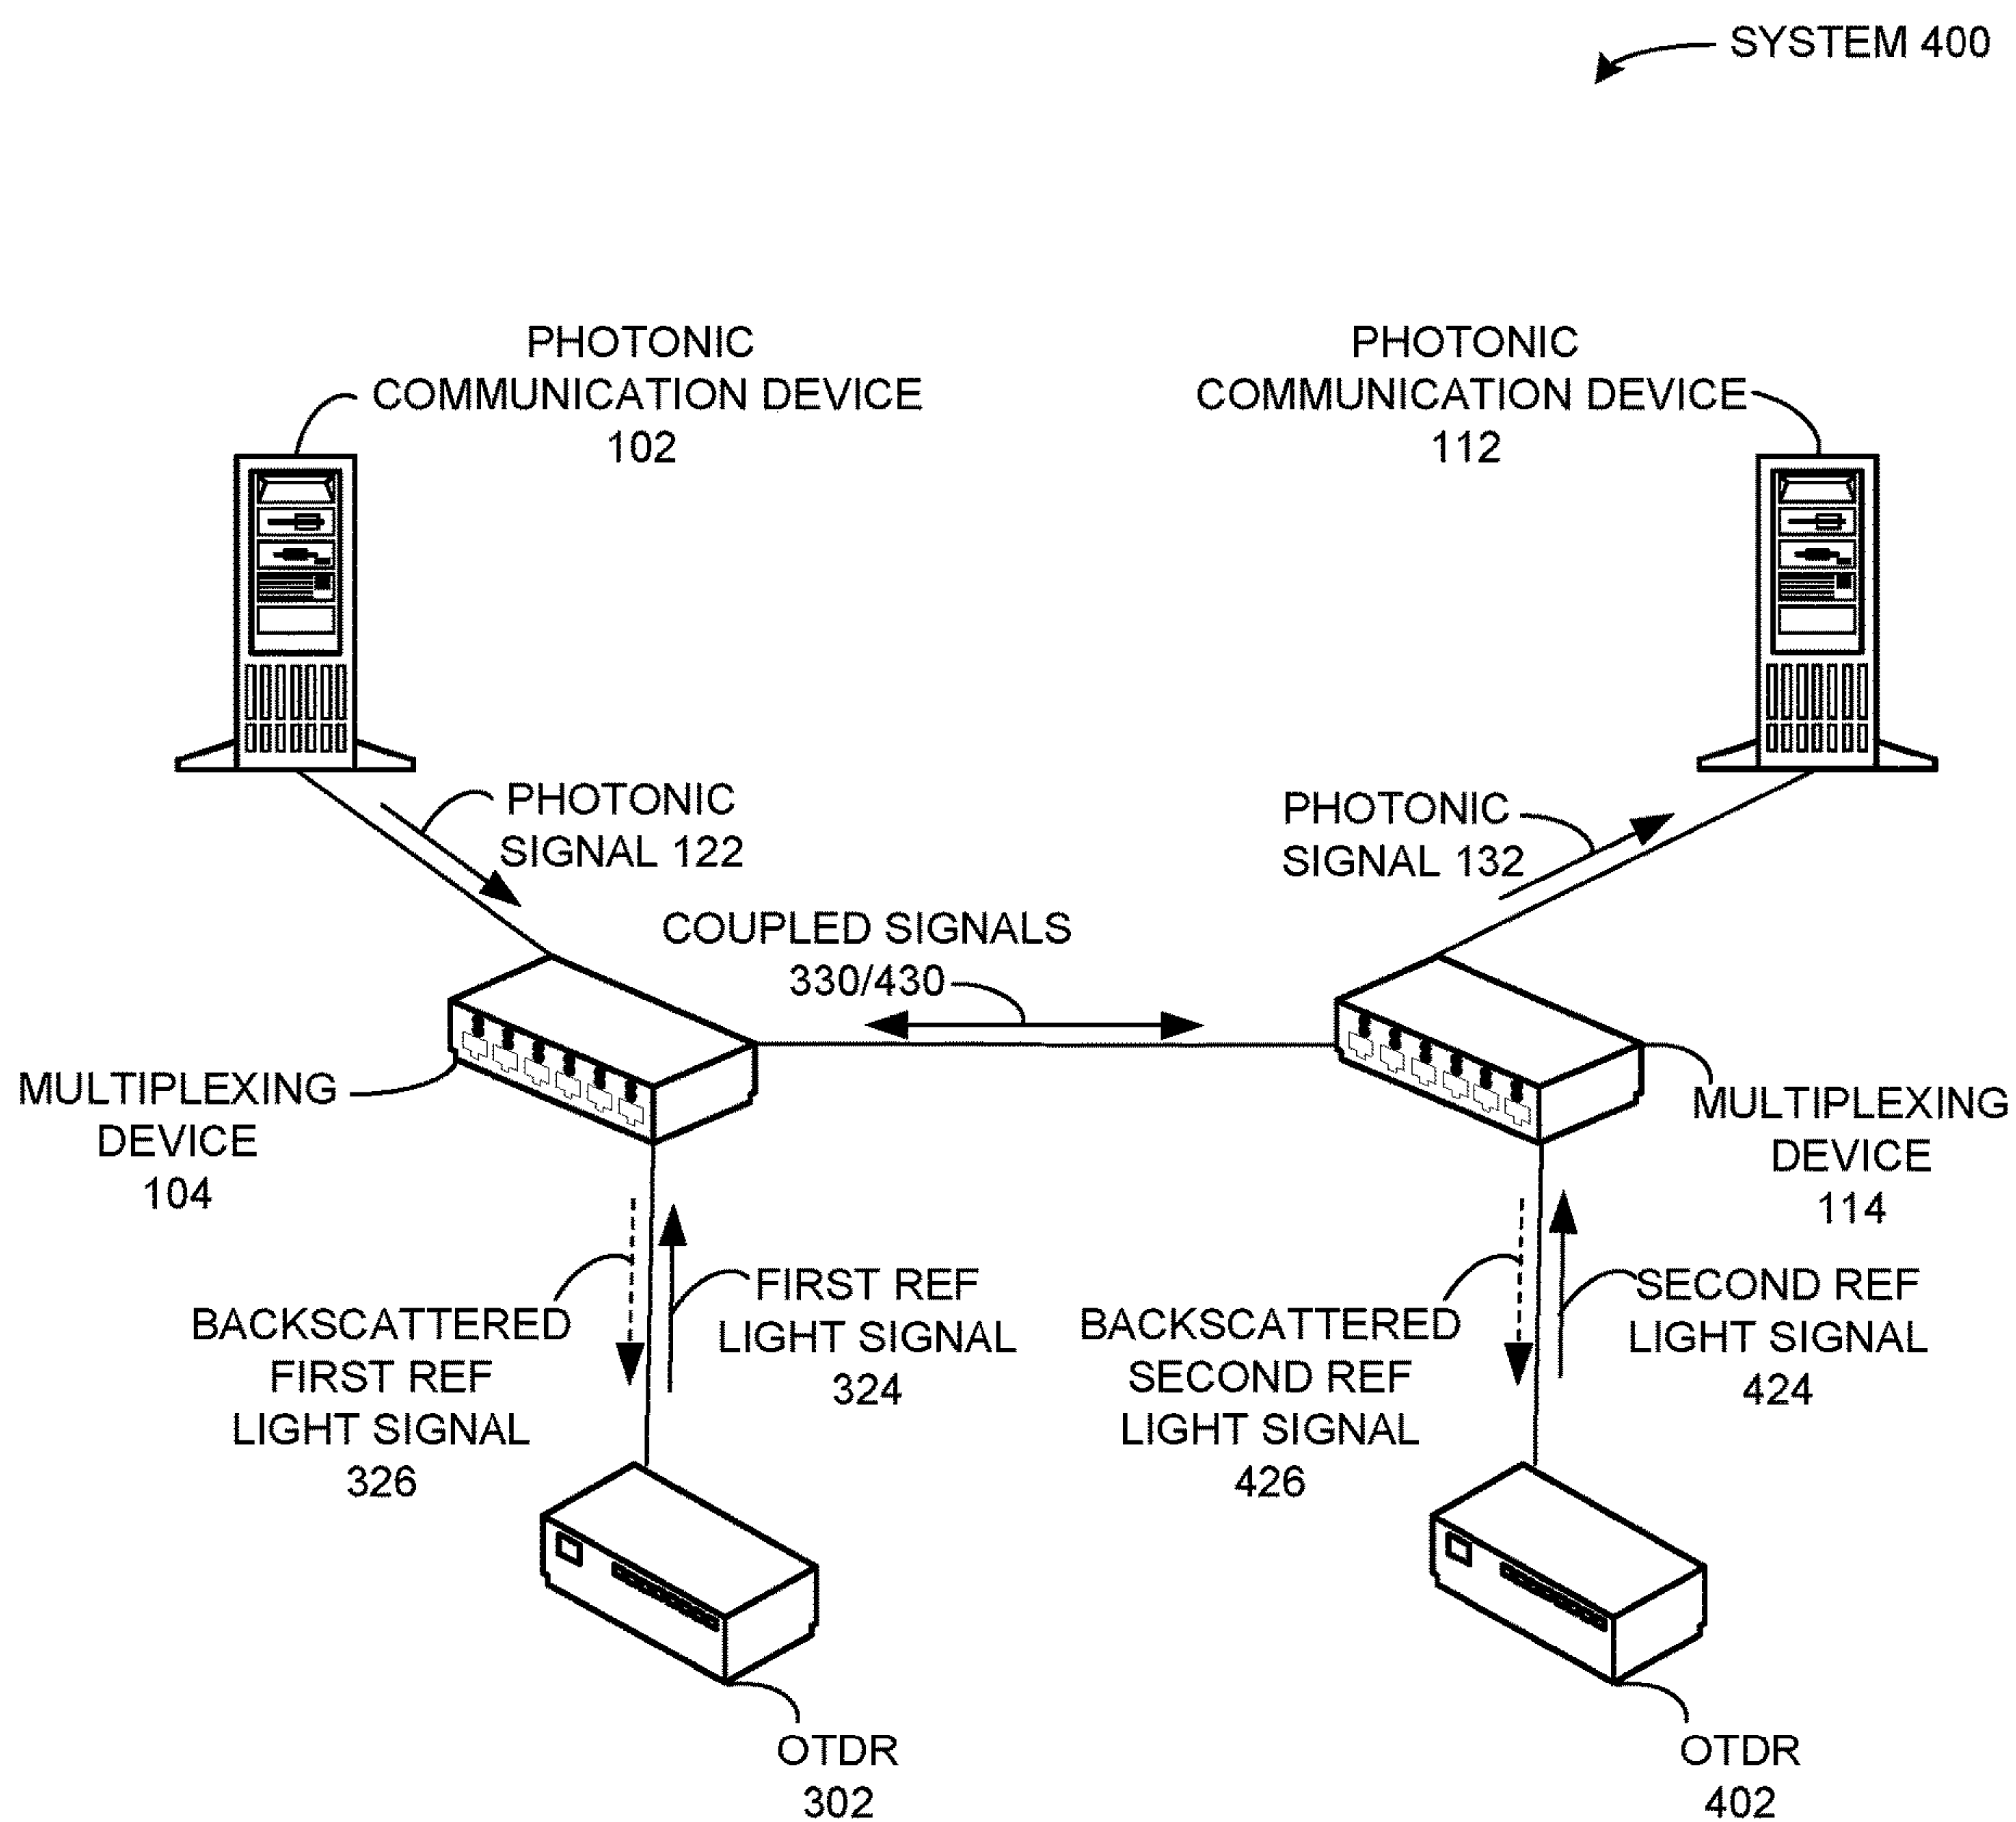 SYSTEM 400
PHOTONIC
COMMUNICATION DEVICE
102
PHOTONIC
COMMUNICATION DEVICE
112
PHOTONIC
SIGNAL 122
PHOTONIC
SIGNAL 132
COUPLED SIGNALS
330/430
MULTIPLEXING
DEVICE
104
MULTIPLEXING
DEVICE
114
BACKSCATTERED
FIRST REF
LIGHT SIGNAL
326
FIRST REF
LIGHT SIGNAL
324
BACKSCATTERED
SECOND REF
LIGHT SIGNAL
426
SECOND REF
LIGHT SIGNAL
424
OTDR
302
OTDR
402